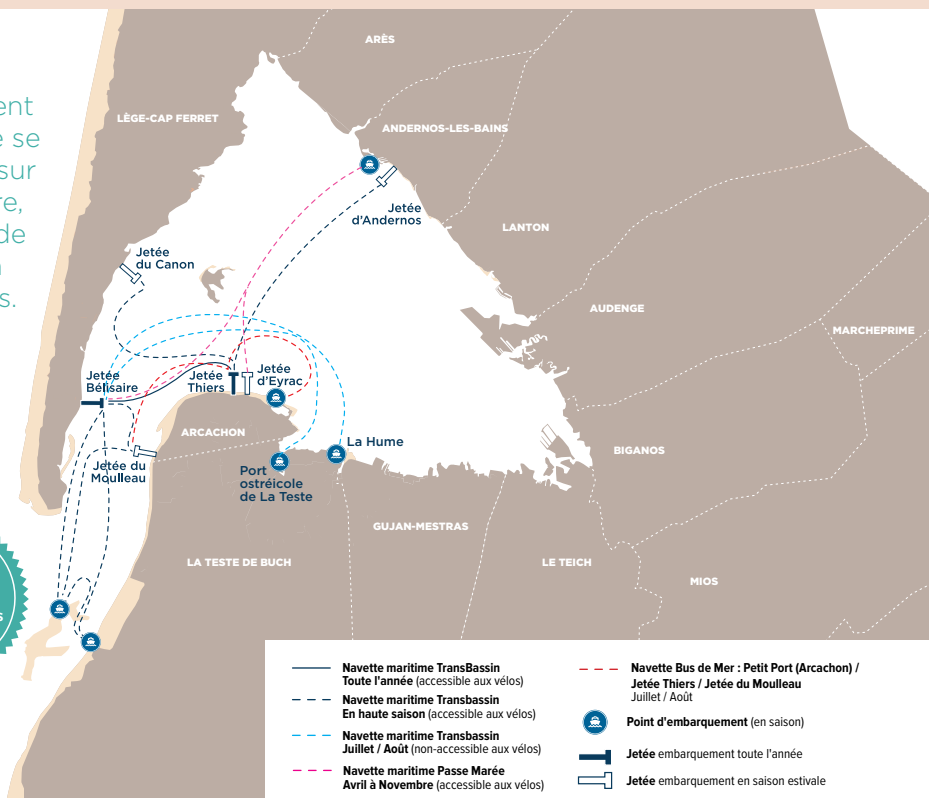 ARÈS
LÈGE-CAP FERRET
ent
e se
sur
re,
de
s.
ANDERNOS-LES-BAINS
Jetée
d'Andernos
LANTON
Jetée
du Canon
AUDENGE
MARCHEPRIME
Jetée
Bélisaire
Jetée
Thiers
Jetée
d'Eyrac
ARCACHON
La Hume
BIGANOS
Jetée du
Moulleau
Port
ostréicole
de La Teste
GUJAN-MESTRAS
LA TESTE DE BUCH
LE TEICH
MIOS
S
Navette maritime TransBassin
Toute l'année (accessible aux vélos)
Navette maritime Transbassin
En haute saison (accessible aux vélos)
Navette maritime Transbassin
Juillet / Août (non-accessible aux vélos)
Navette maritime Passe Marée
Avril à Novembre (accessible aux vélos)
Navette Bus de Mer : Petit Port (Arcachon) /
Jetée Thiers / Jetée du Moulleau
Juillet / Août
Point d'embarquement (en saison)
Jetée embarquement toute l'année
Jetée embarquement en saison estivale